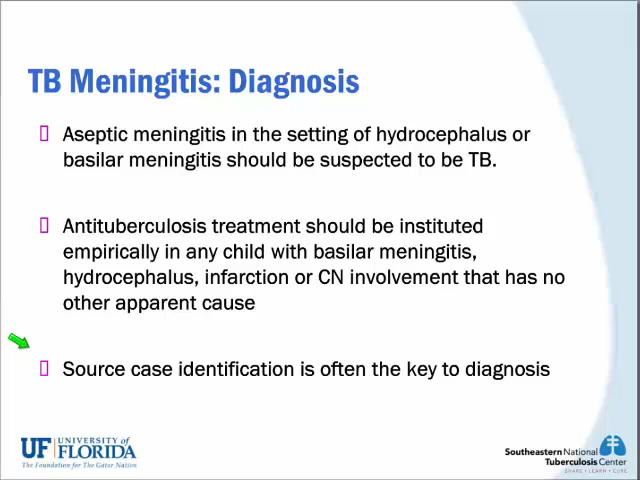 TB Meningitis: Diagnosis
Aseptic meningitis in the setting of hydrocephalus or
basilar meningitis should be suspected to be TB.
Antituberculosis treatment should be instituted
empirically in any child with basilar meningitis,
hydrocephalus, infarction or CN involvement that has no
other apparent cause
Source case identification is often the key to diagnosis
UF UNIVERSITY of
FLORIDA
The Foundation for The Gator Nation
Southeastern National
Tuberculosis Center
SHARE • LEARN • CURE